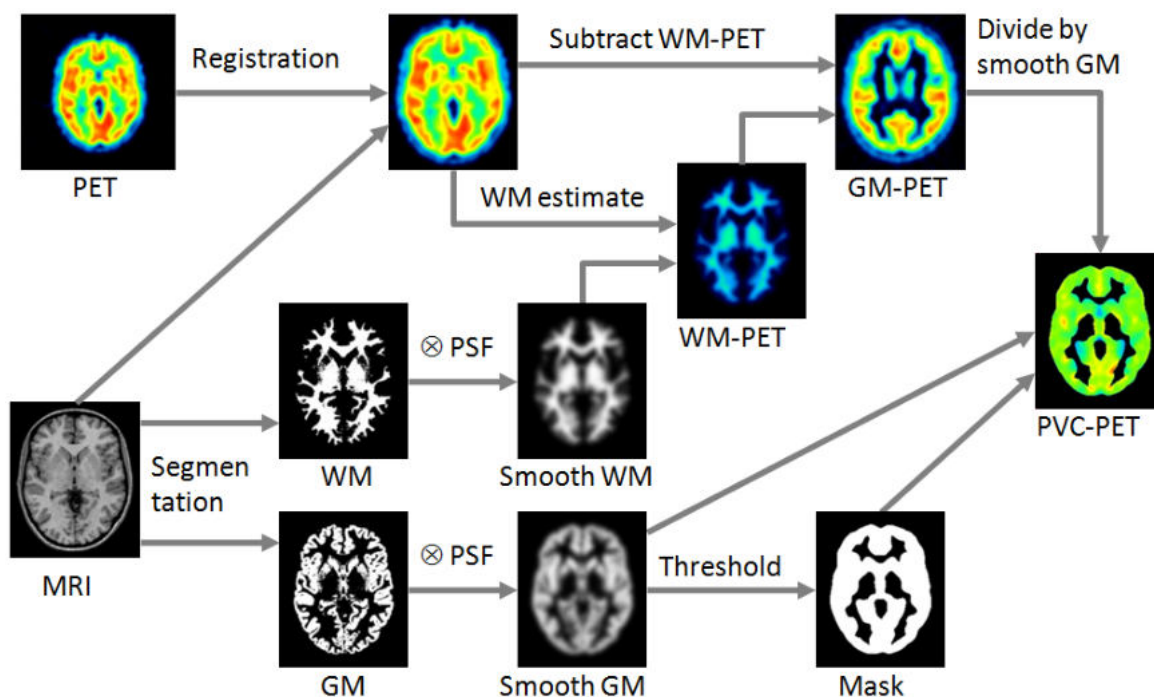 Registration
Subtract WM-PET
Divide by
smooth GM
PET
GM-PET
WM estimate
WM-PET
⊗ PSF
PVC-PET
WM
Smooth WM
Segmen
tation
MRI
⊗ PSF
Threshold
GM
Smooth GM
Mask